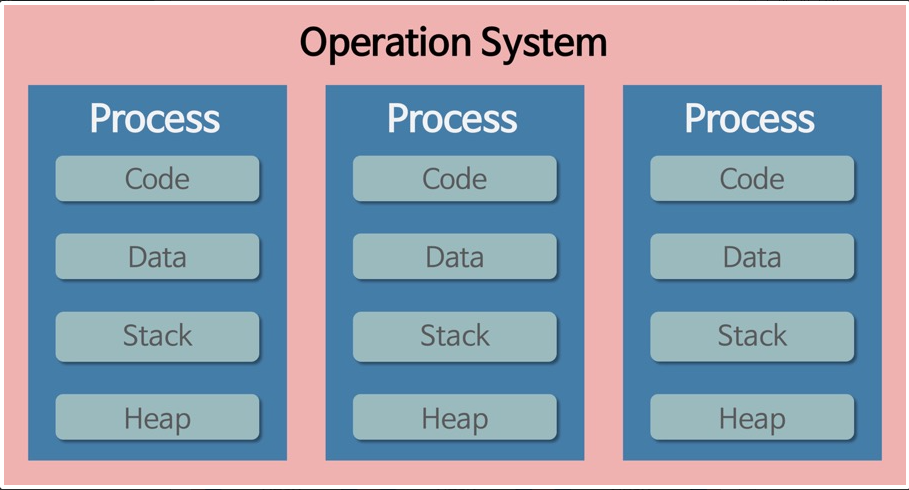 Operation System
Process
Code
Data
Stack
Heap
Process
Code
Data
Stack
Heap
Process
Code
Data
Stack
Heap